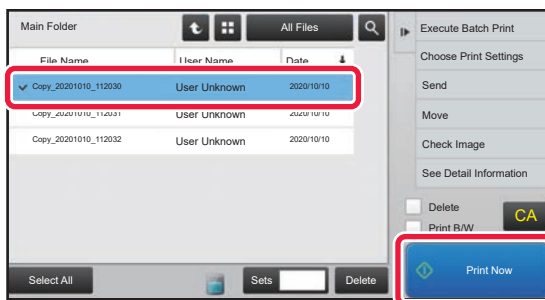 Main Folder
All Files
File Name User Name Date
Copy_20201010_112030 User Unknown 2020/10/10
Copy_20201010_112031 User Unknown 2020/10/10
Copy_20201010_112032 User Unknown 2020/10/10
Select All
Sets
Delete
Execute Batch Print
Choose Print Settings
Send
Move
Check Image
See Detail Information
Delete
Print B/W
CA
Print Now